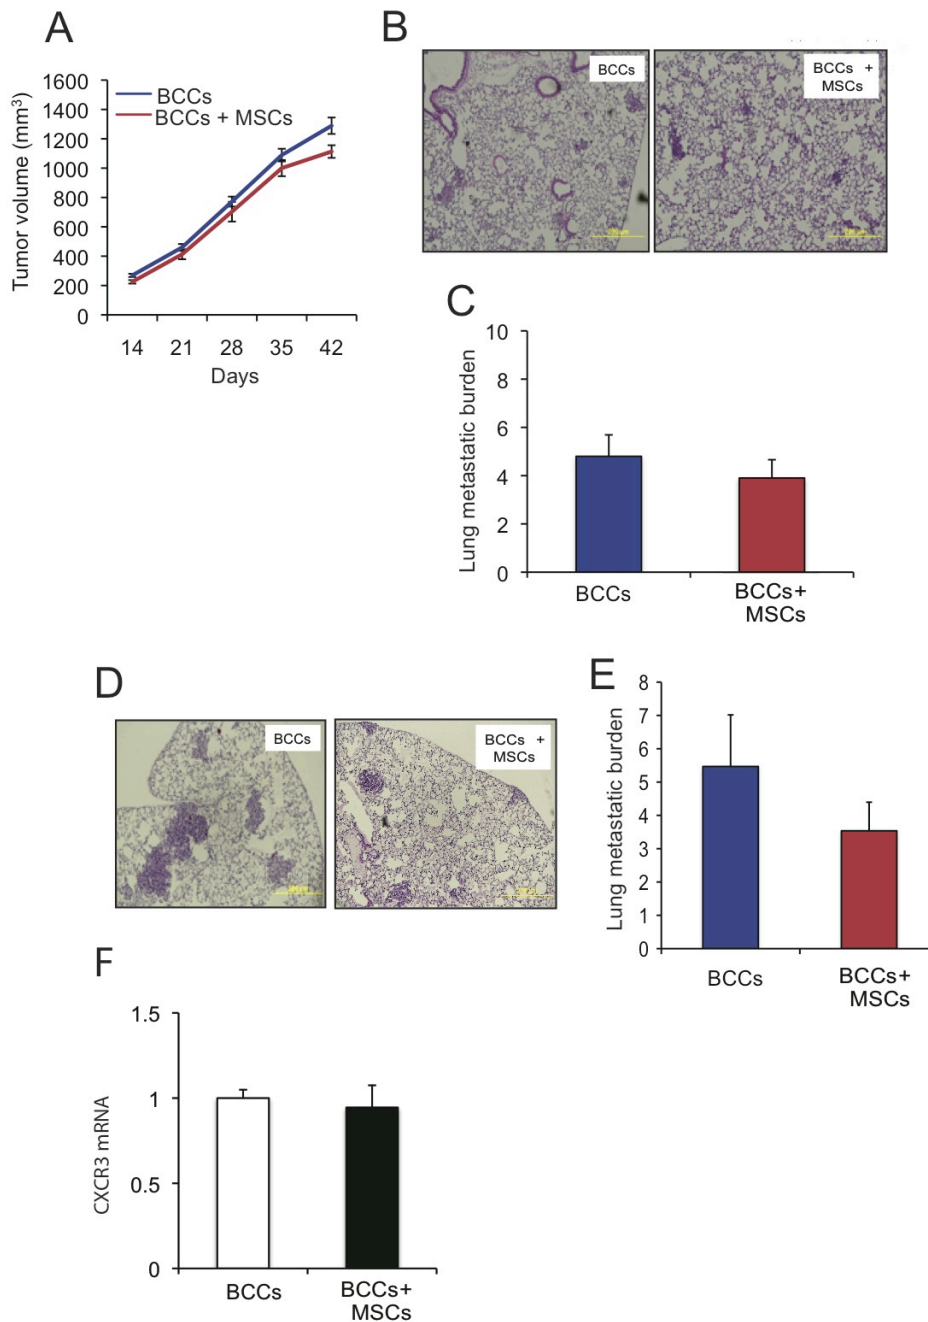 A
Tumor volume (mm³)
1600
1400
1200
1000
800
600
400
200
0
BCCs
BCCs + MSCs
14 21 28 35 42
Days
B
BCCs
BCCs +
MSCs
C
Lung metastatic burden
10
8
6
4
2
0
BCCs
BCCs+
MSCs
D
BCCs
BCCs +
MSCs
E
Lung metastatic burden
8
7
6
5
4
3
2
1
0
BCCs
BCCs+
MSCs
F
CXCR3 mRNA
1.5
1
0.5
0
BCCs
BCCs+
MSCs